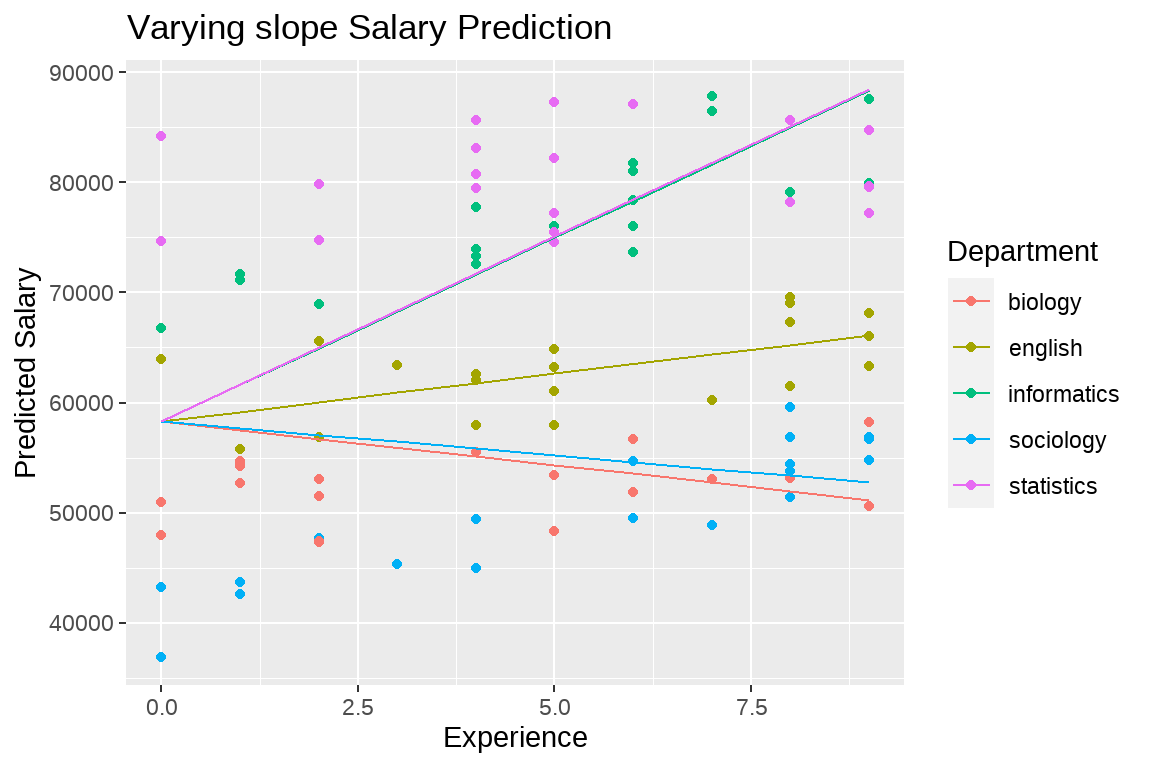 Varying slope Salary Prediction
90000
80000
70000
60000
50000
40000
Predicted Salary
0.0 2.5 5.0 7.5
Experience
Department
biology
english
informatics
sociology
statistics